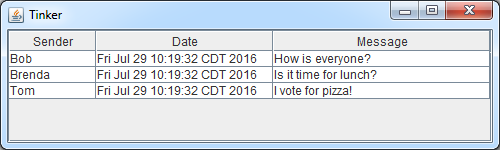 Tinker
Sender Date Message
Bob Fri Jul 29 10:19:32 CDT 2016 How is everyone?
Brenda Fri Jul 29 10:19:32 CDT 2016 Is it time for lunch?
Tom Fri Jul 29 10:19:32 CDT 2016 I vote for pizza!